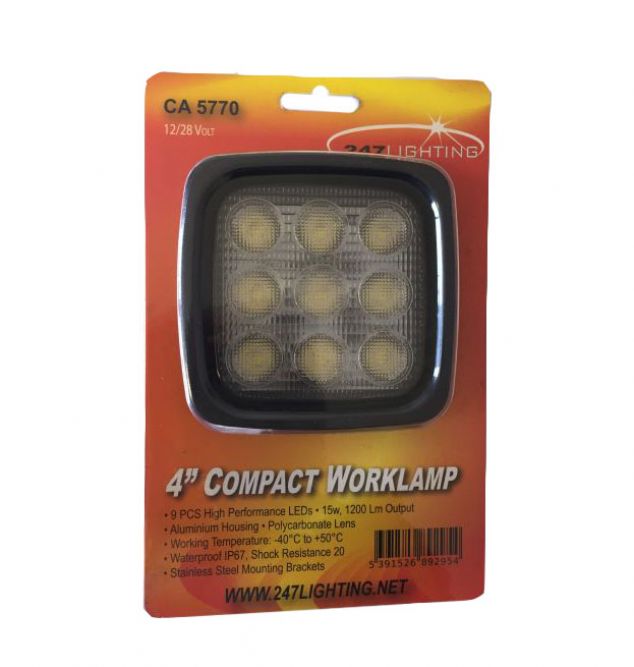 CA 5770
12/28 VOLT
247LIGHTING
4” COMPACT WORKLAMP
• 9 PCS High Performance LEDs • 15w, 1200 Lm Output
• Aluminium Housing • Polycarbonate Lens
• Working Temperature: -40°C to +50°C
• Waterproof IP67, Shock Resistance 20
• Stainless Steel Mounting Brackets
5 391526 892954
WWW.247LIGHTING.NET